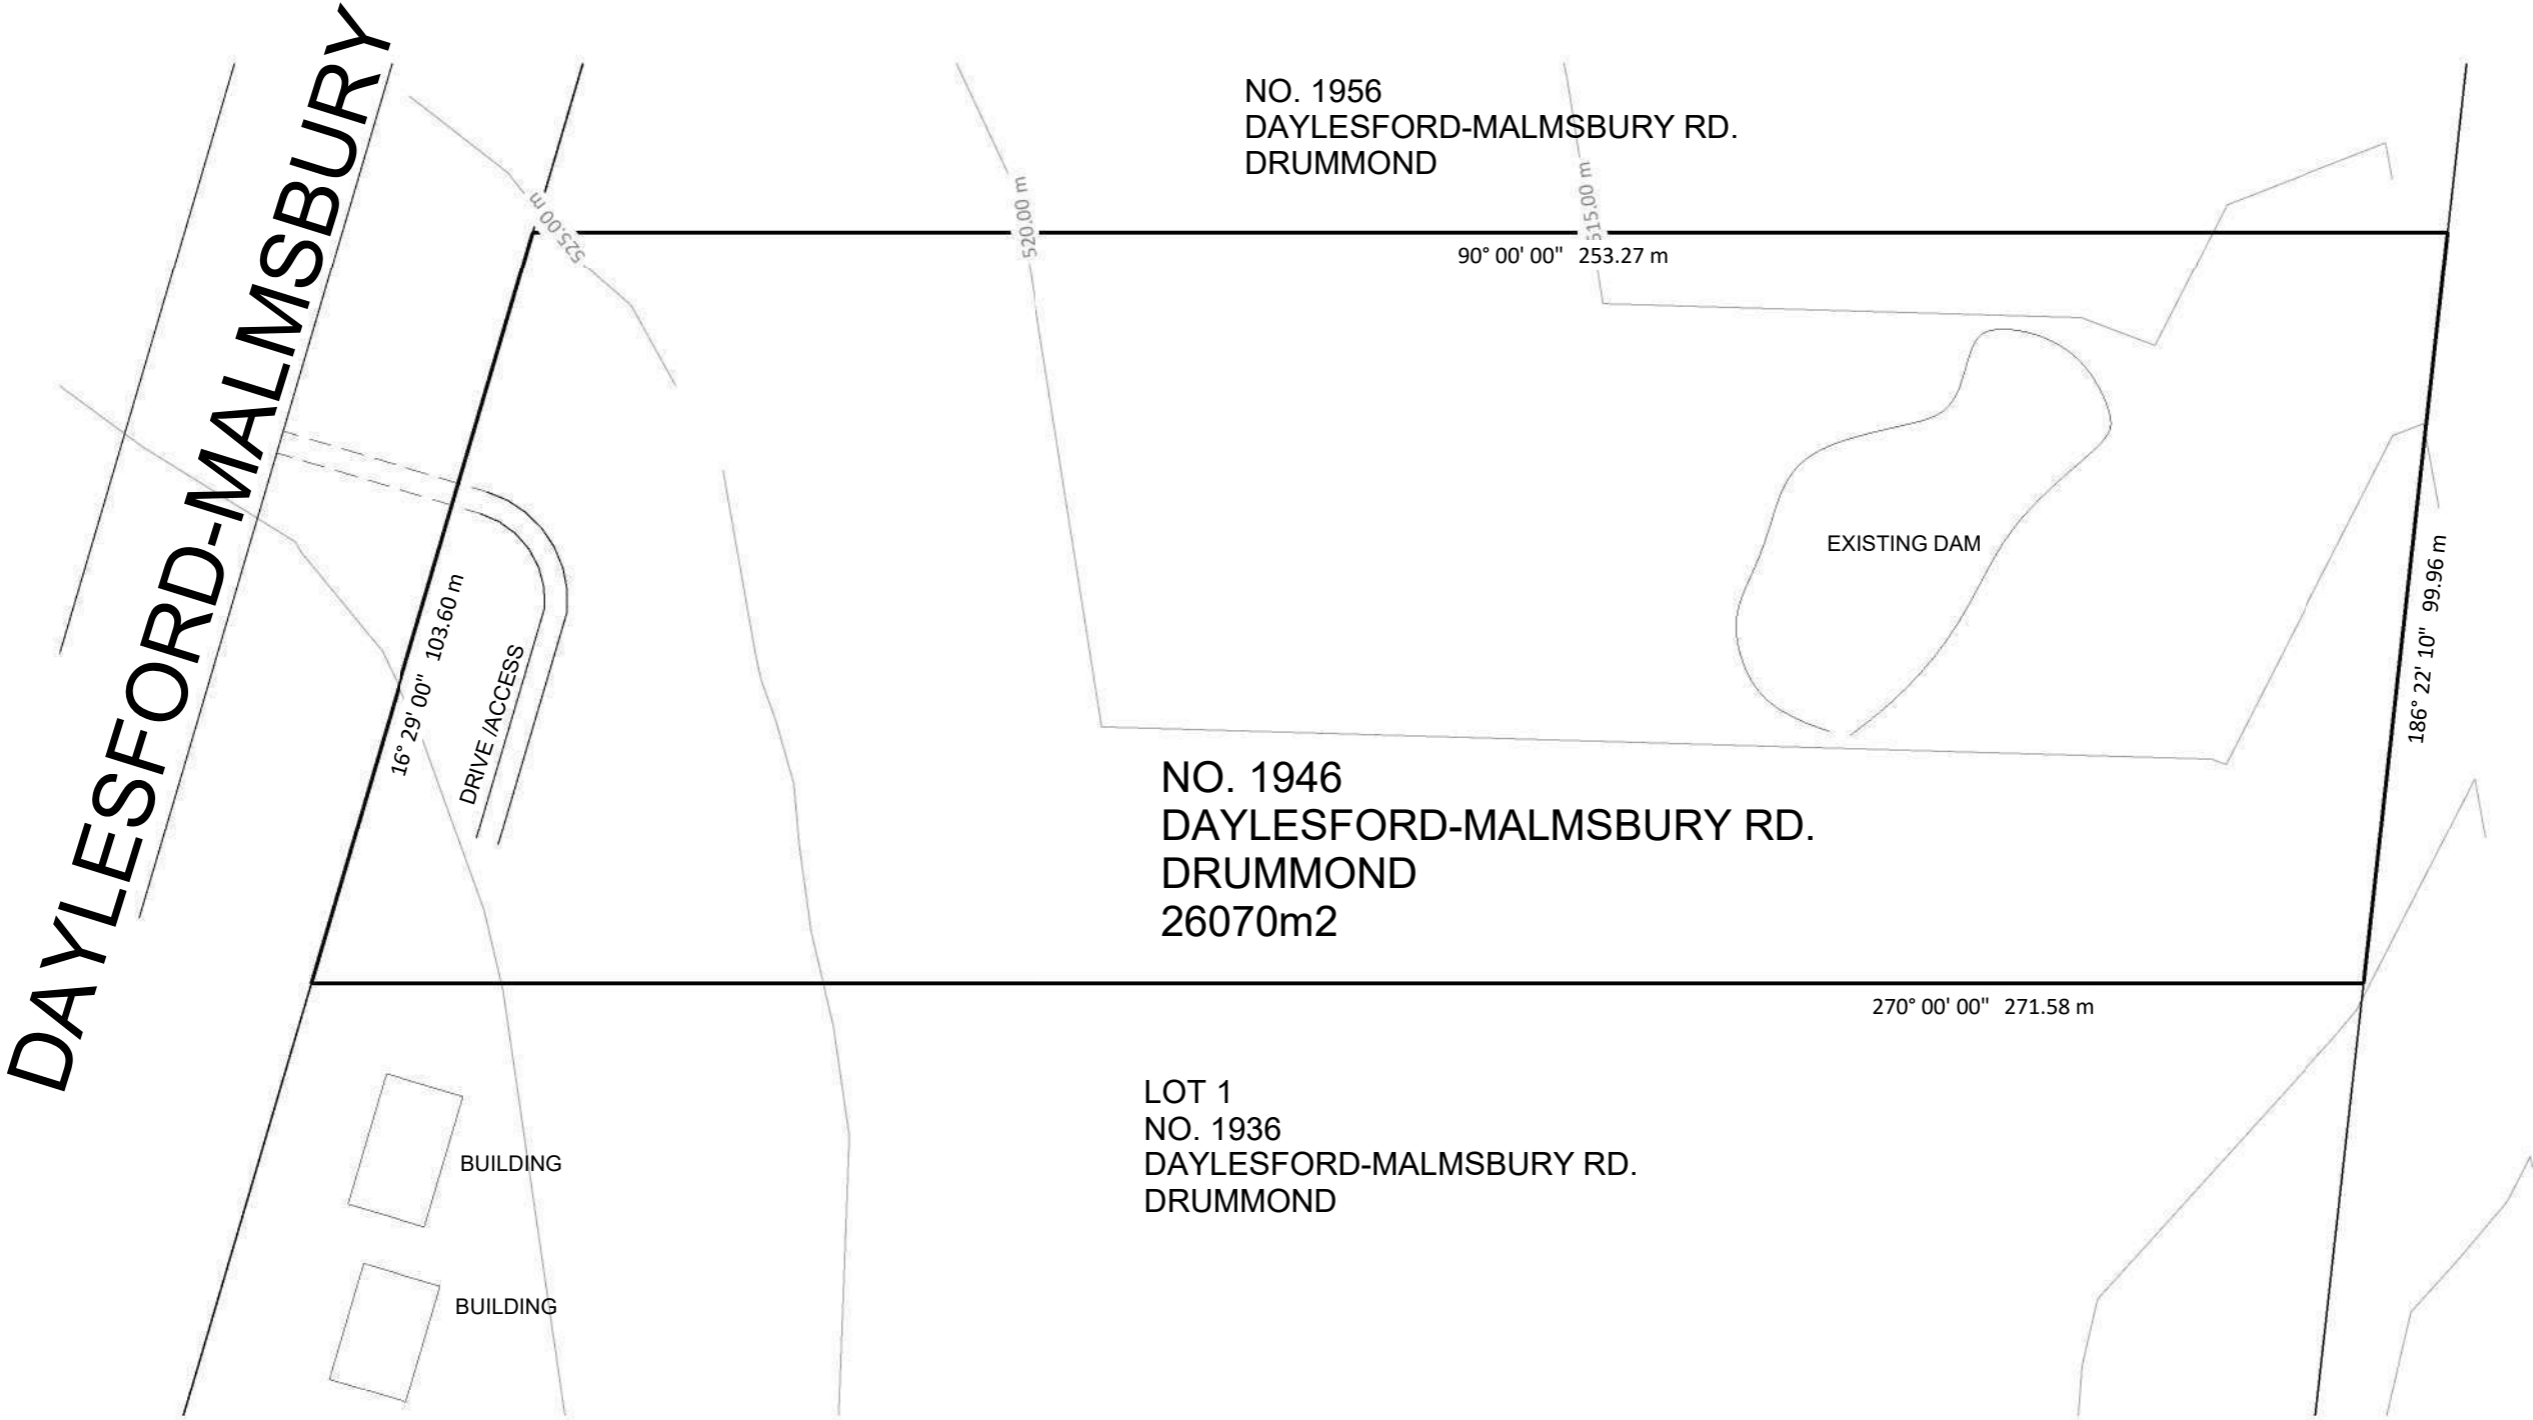 DAYLESFORD-MALMSBURY
NO. 1956
DAYLESFORD-MALMSBURY RD.
DRUMMOND
525.00 m
520.00 m
515.00 m
90° 00' 00" 253.27 m
EXISTING DAM
16° 29' 00" 103.60 m
DRIVE /ACCESS
186° 22' 10" 99.96 m
NO. 1946
DAYLESFORD-MALMSBURY RD.
DRUMMOND
26070m2
270° 00' 00" 271.58 m
LOT 1
NO. 1936
DAYLESFORD-MALMSBURY RD.
DRUMMOND
BUILDING
BUILDING